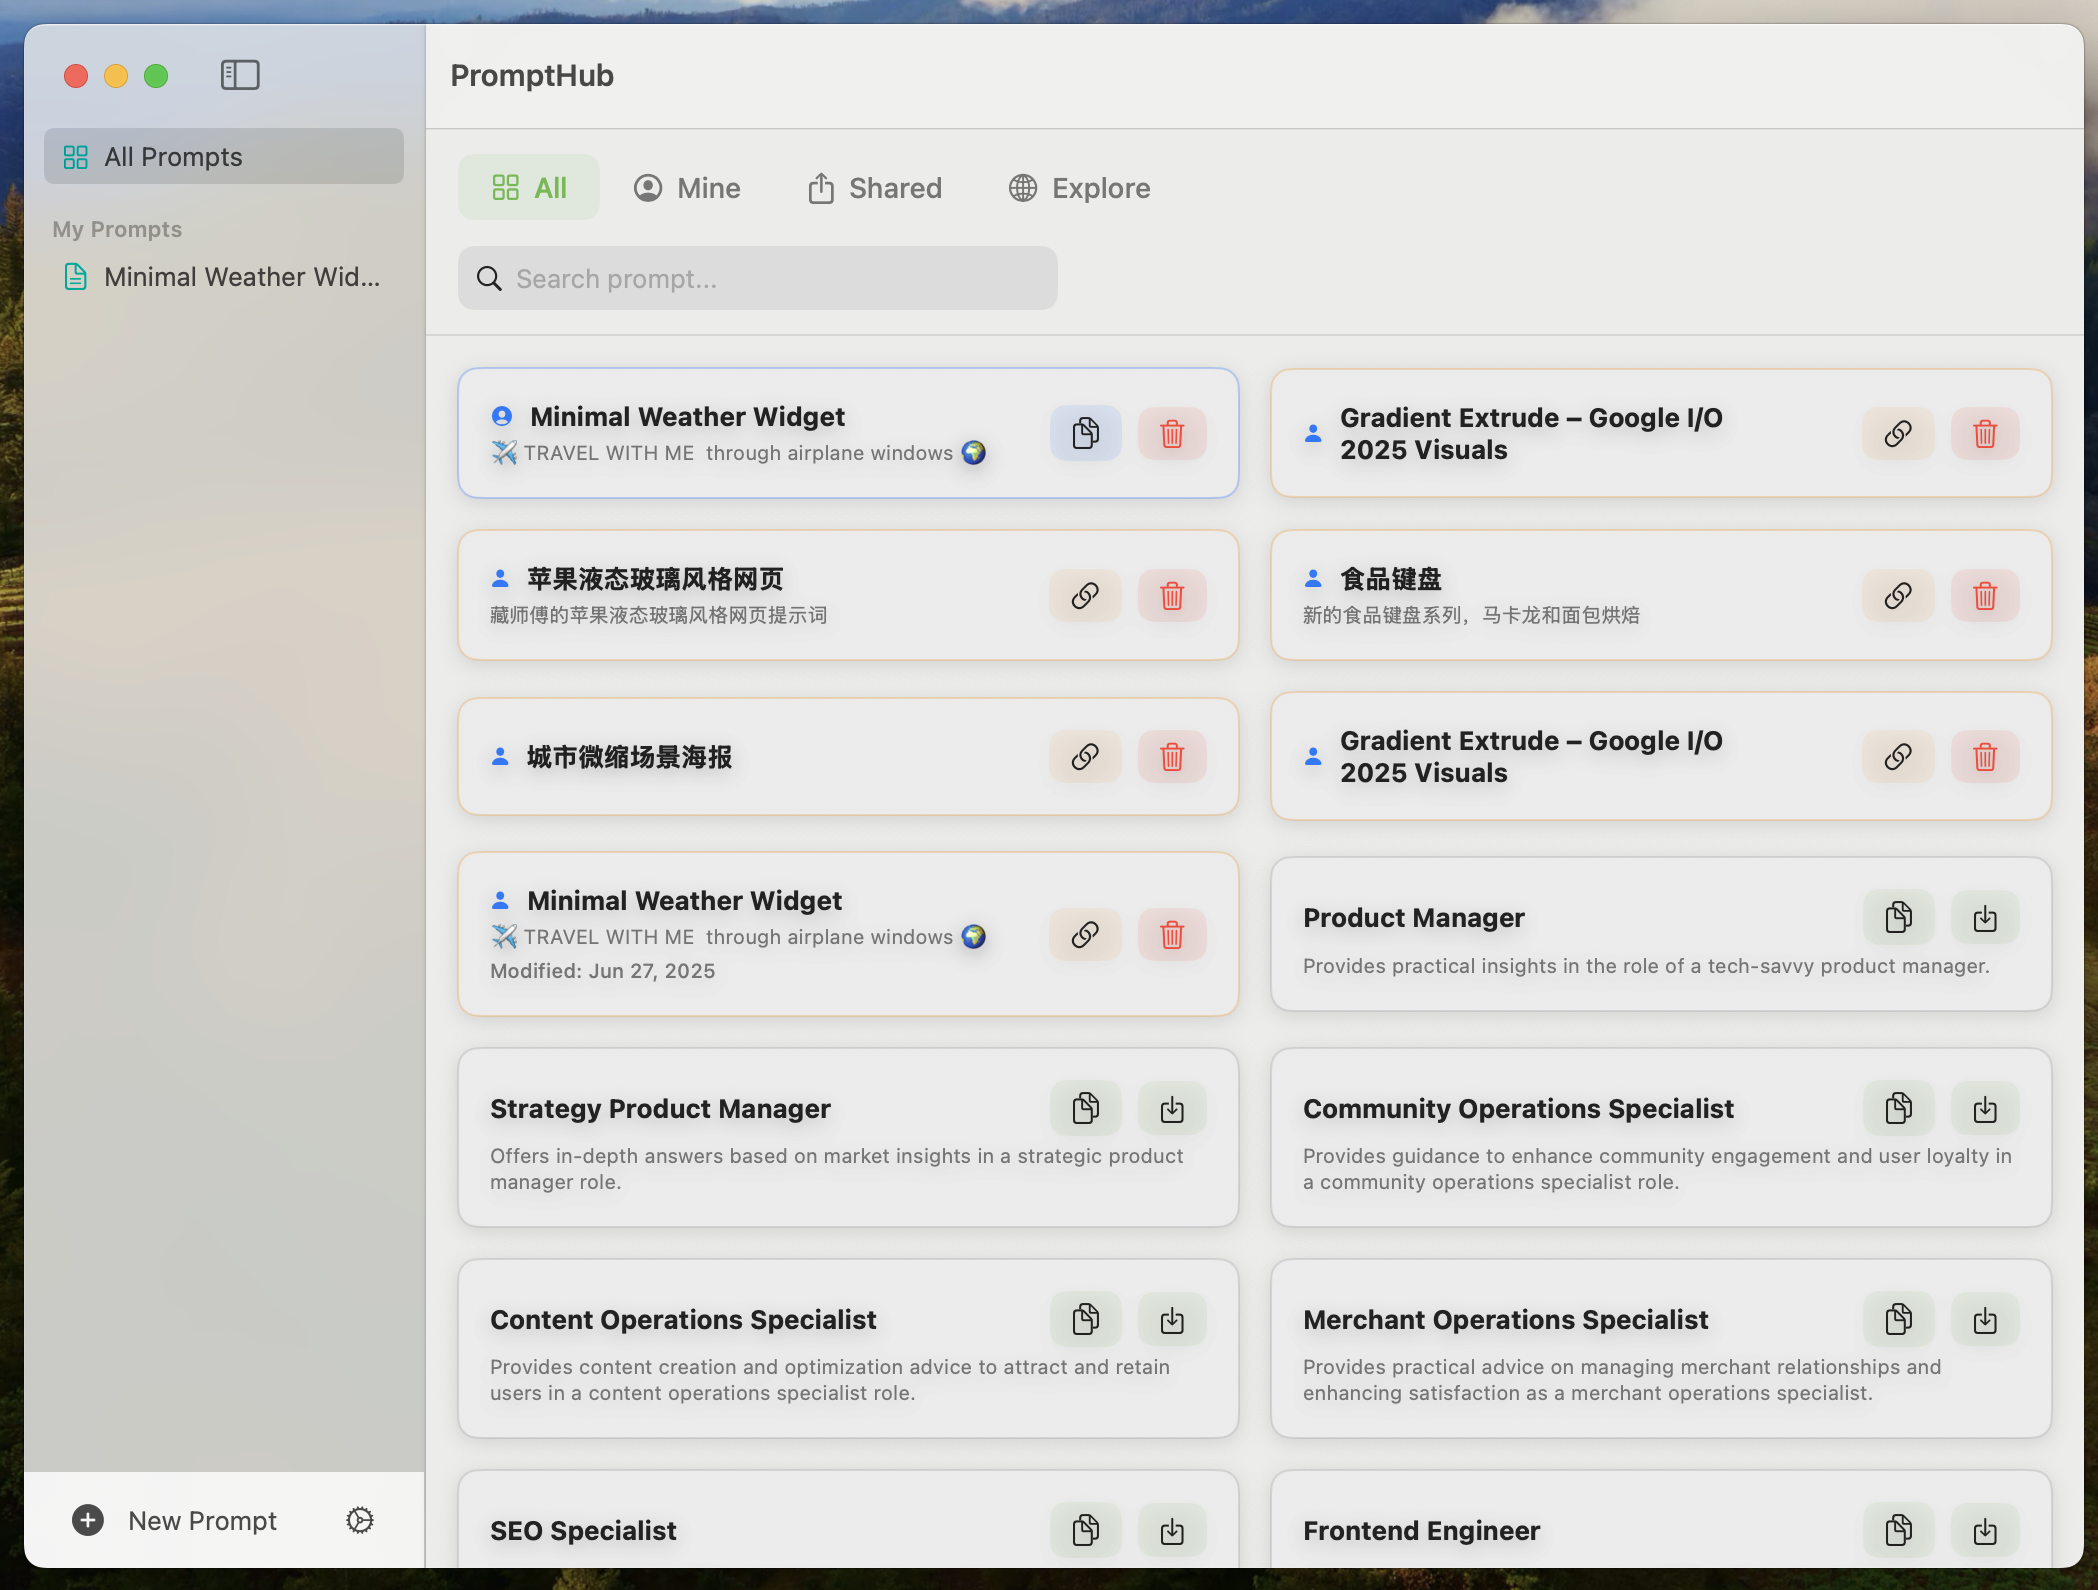 PromptHub
All Prompts
My Prompts
Minimal Weather Wid...
New Prompt
All
Mine
Shared
Explore
Search prompt...
Minimal Weather Widget
✈️ TRAVEL WITH ME through airplane windows 🌍
Gradient Extrude – Google I/O
2025 Visuals
苹果液态玻璃风格网页
藏师傅的苹果液态玻璃风格网页提示词
食品键盘
新的食品键盘系列，马卡龙和面包烘焙
城市微缩场景海报
Gradient Extrude – Google I/O
2025 Visuals
Minimal Weather Widget
✈️ TRAVEL WITH ME through airplane windows 🌍
Modified: Jun 27, 2025
Product Manager
Provides practical insights in the role of a tech-savvy product manager.
Strategy Product Manager
Offers in-depth answers based on market insights in a strategic product
manager role.
Community Operations Specialist
Provides guidance to enhance community engagement and user loyalty in
a community operations specialist role.
Content Operations Specialist
Provides content creation and optimization advice to attract and retain
users in a content operations specialist role.
Merchant Operations Specialist
Provides practical advice on managing merchant relationships and
enhancing satisfaction as a merchant operations specialist.
SEO Specialist
Frontend Engineer